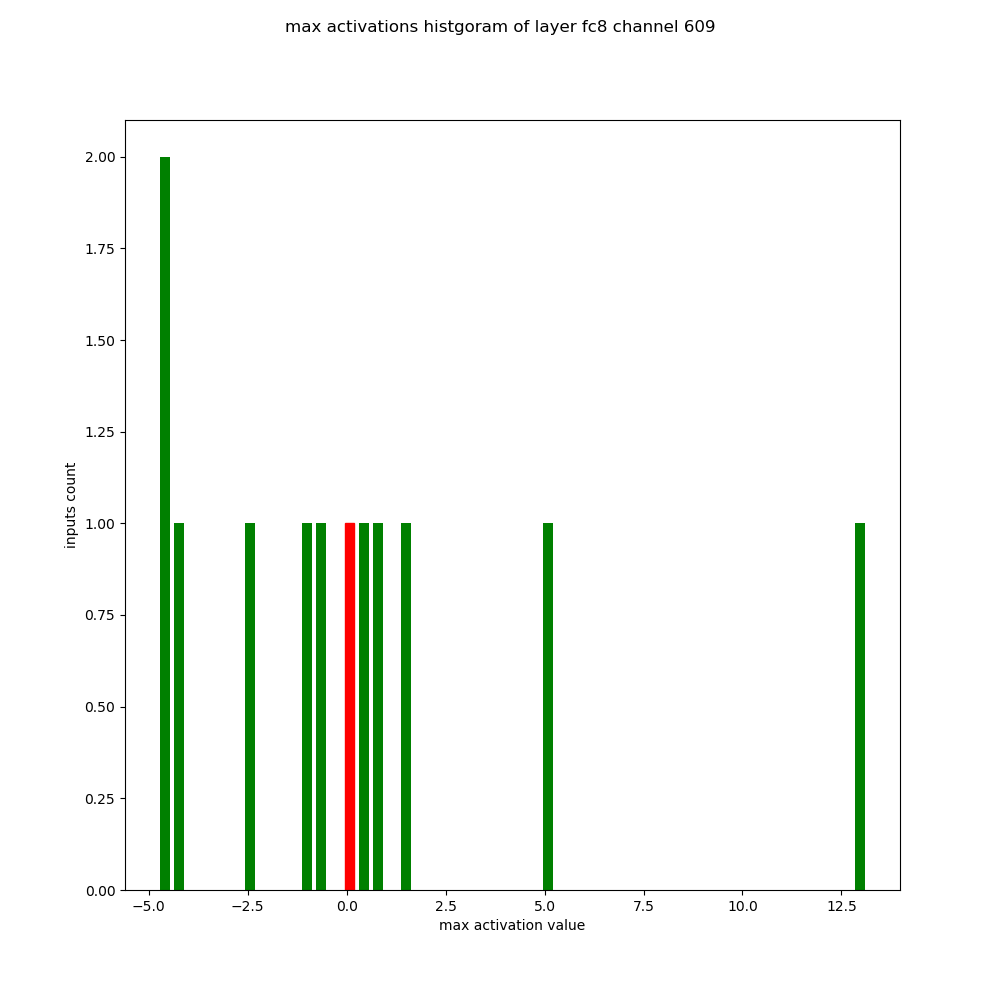 max activations histgoram of layer fc8 channel 609
2.00
1.75
1.50
1.25
1.00
0.75
0.50
0.25
0.00
inputs count
−5.0 −2.5 0.0 2.5 5.0 7.5 10.0 12.5
max activation value